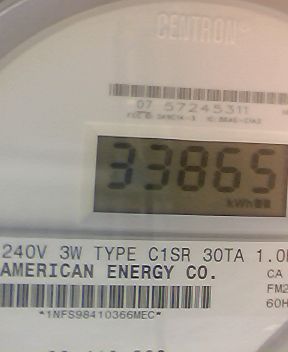 CENTRON®
07 57245311
33865
kWh
240V 3W TYPE C1SR 30TA 1.0
AMERICAN ENERGY CO.
CA
FM2
*1NFS98410366MEC*
60H